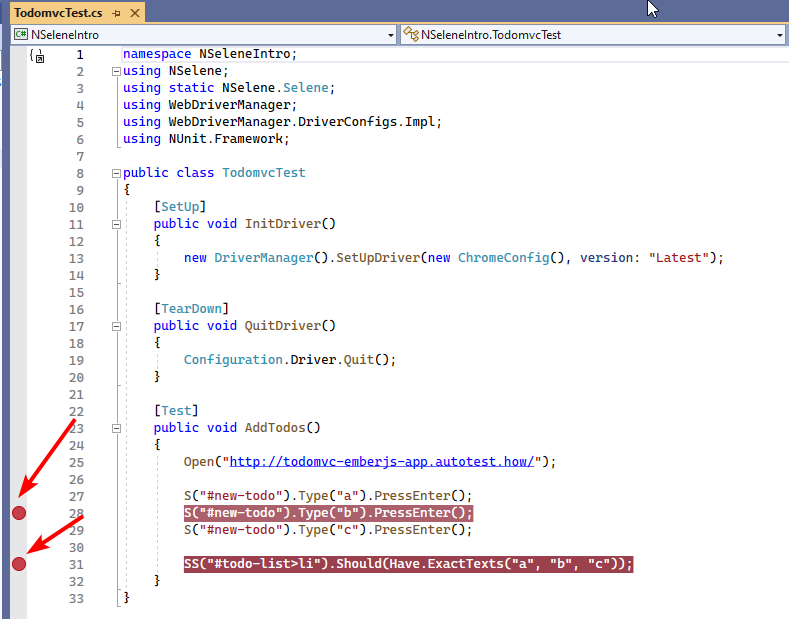 TodomvcTest.cs
C# NSeleneIntro
NSeleneIntro.TodomvcTest
1 namespace NSeleneIntro;
2 using NSelene;
3 using static NSelene.Selene;
4 using WebDriverManager;
5 using WebDriverManager.DriverConfigs.Impl;
6 using NUnit.Framework;
7
8 public class TodomvcTest
9 {
10 [SetUp]
11 public void InitDriver()
12 {
13 new DriverManager().SetUpDriver(new ChromeConfig(), version: "Latest");
14 }
15
16 [TearDown]
17 public void QuitDriver()
18 {
19 Configuration.Driver.Quit();
20 }
21
22 [Test]
23 public void AddTodos()
24 {
25 Open("http://todomvc-emberjs-app.autotest.how/");
26
27 S("#new-todo").Type("a").PressEnter();
28 S("#new-todo").Type("b").PressEnter();
29 S("#new-todo").Type("c").PressEnter();
30
31 SS("#todo-list>li").Should(Have.ExactTexts("a", "b", "c"));
32 }
33 }